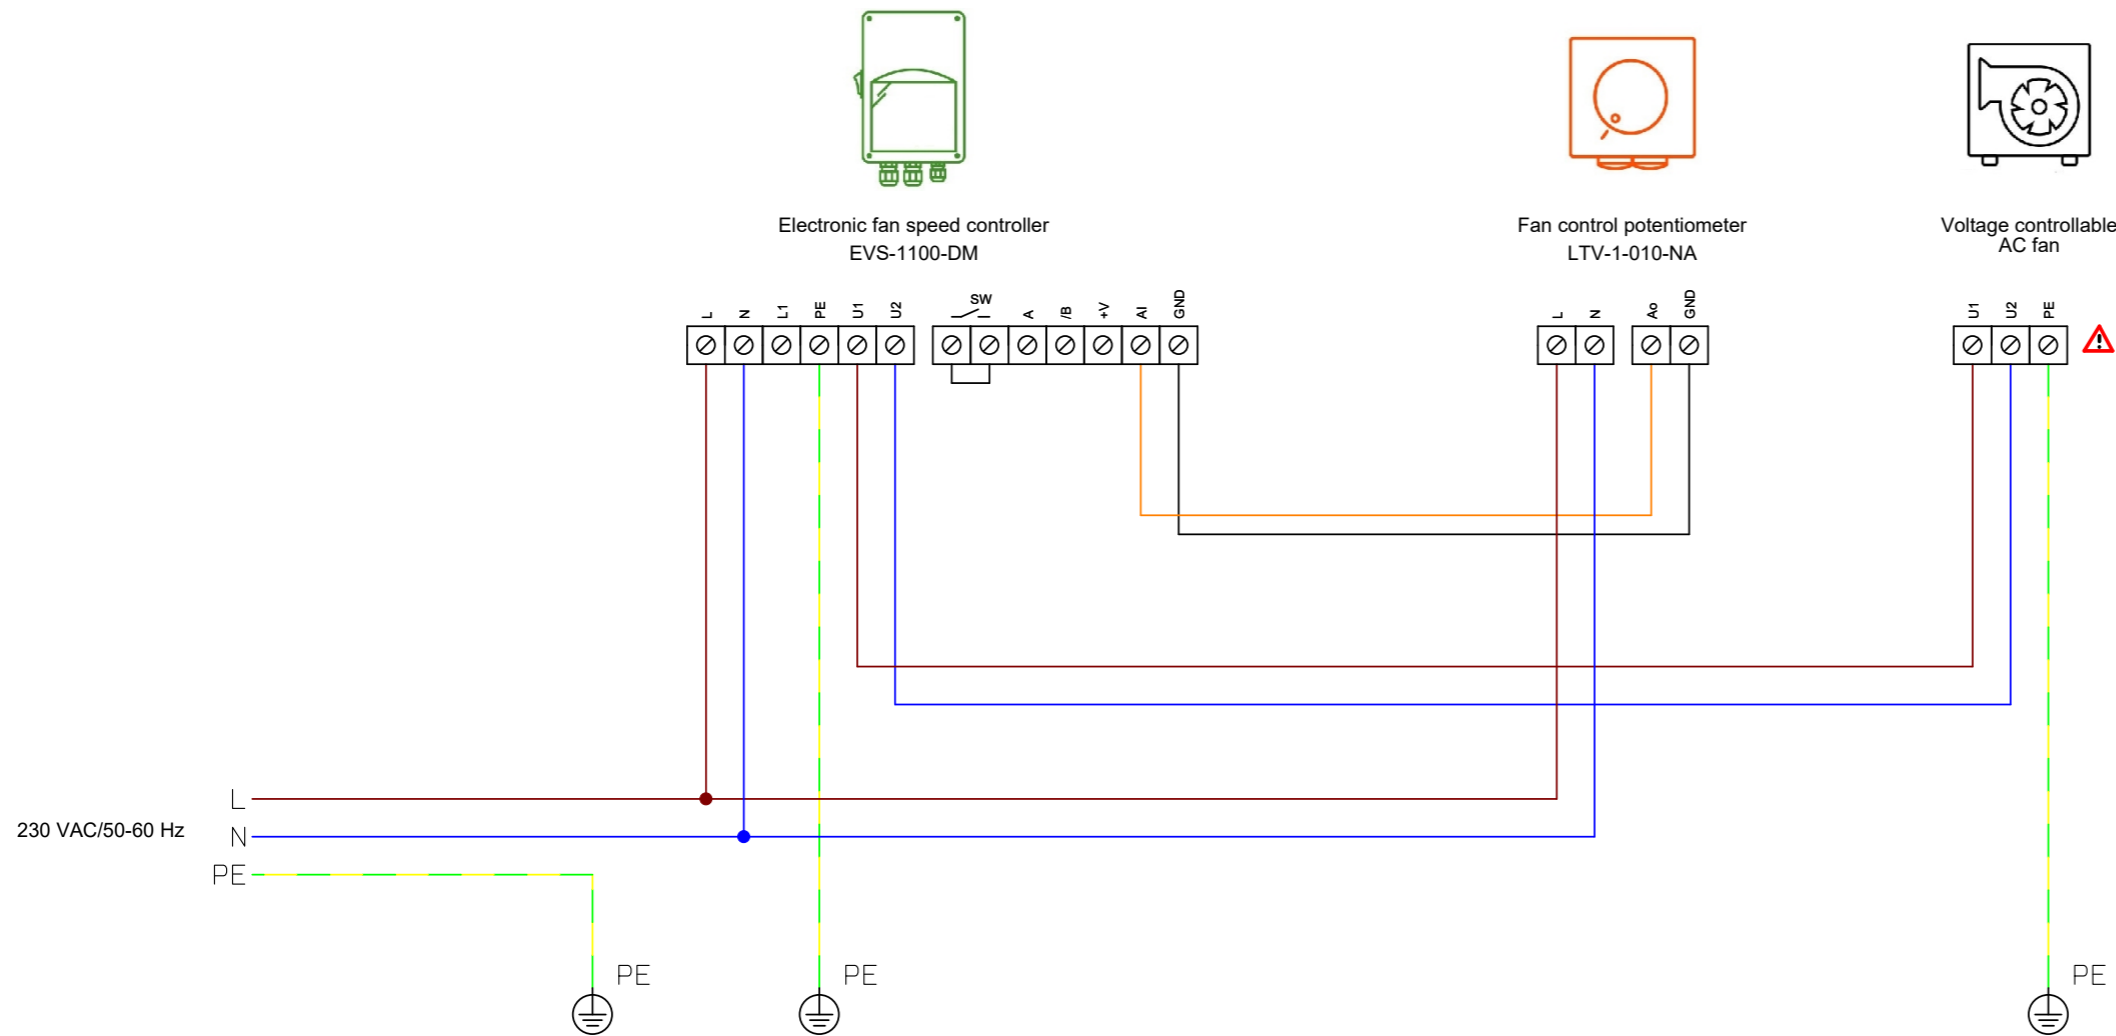 Electronic fan speed controller
EVS-1100-DM
Fan control potentiometer
LTV-1-010-NA
Voltage controllable
AC fan
L N L1 PE U1 U2 SW A /B +V AI GND
L N Ao GND
U1 U2 PE
L
230 VAC/50-60 Hz
N
PE
PE
PE
PE